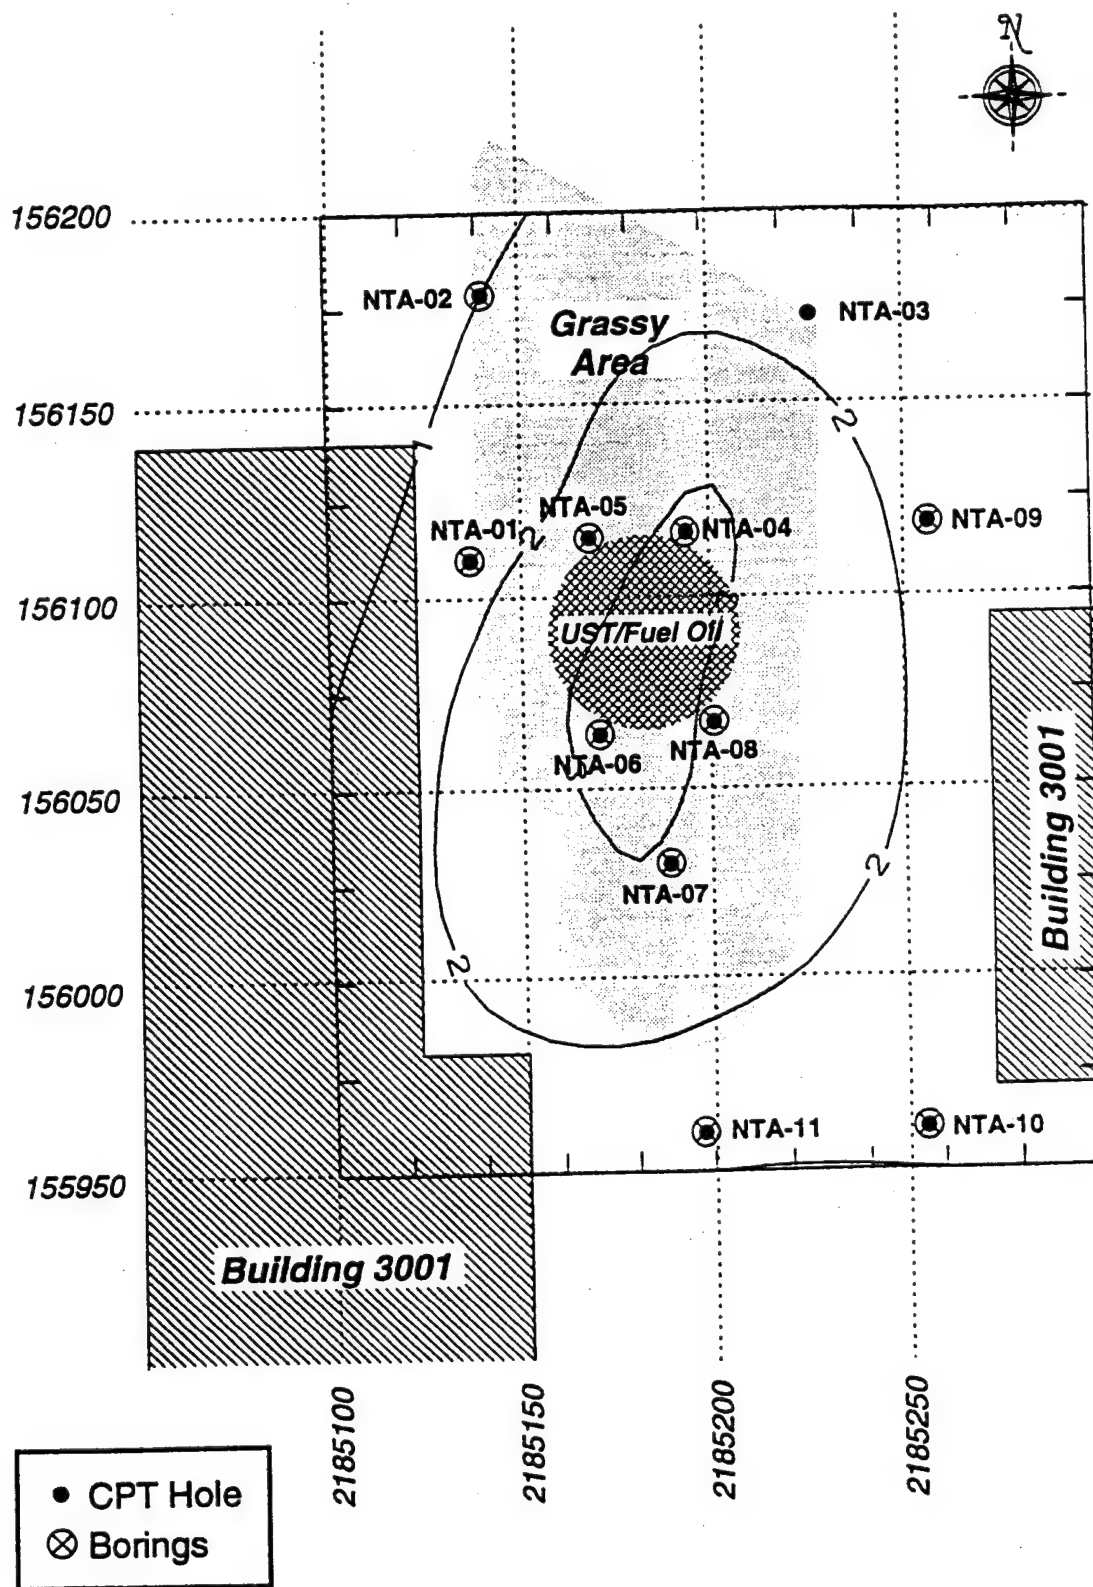 N
156200
NTA-02
NTA-03
Grassy
Area
156150
1
2
NTA-05
NTA-04
NTA-09
NTA-01
2
156100
UST/Fuel Oil
NTA-08
NTA-06
156050
Building 3001
NTA-07
2
2
156000
NTA-11
NTA-10
155950
Building 3001
2185100
2185150
2185200
2185250
CPT Hole
Borings